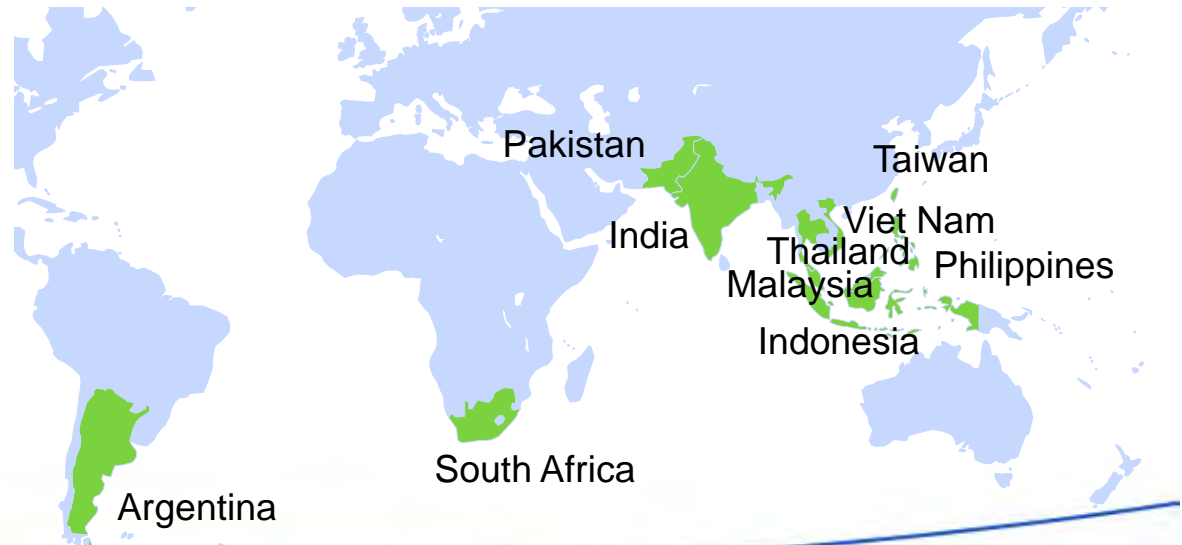 Pakistan
Taiwan
India
Viet Nam
Thailand
Philippines
Malaysia
Indonesia
South Africa
Argentina